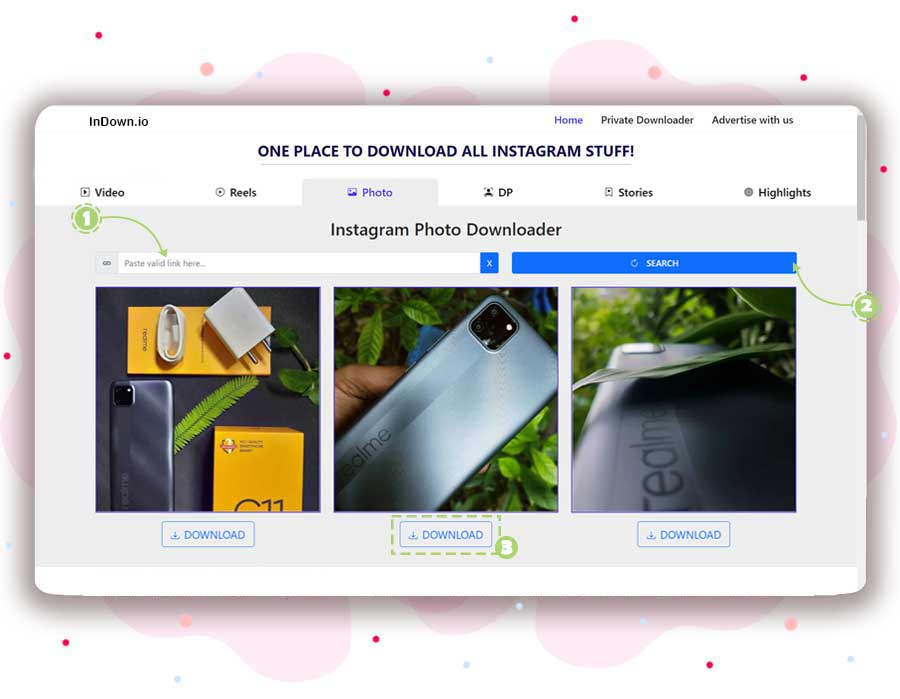 InDown.io
Home Private Downloader Advertise with us
ONE PLACE TO DOWNLOAD ALL INSTAGRAM STUFF!
Video Reels Photo DP Stories Highlights
1
Instagram Photo Downloader
Paste valid link here...
X
SEARCH
2
realme
realme
C11
realme
realme
DOWNLOAD
DOWNLOAD
3
DOWNLOAD